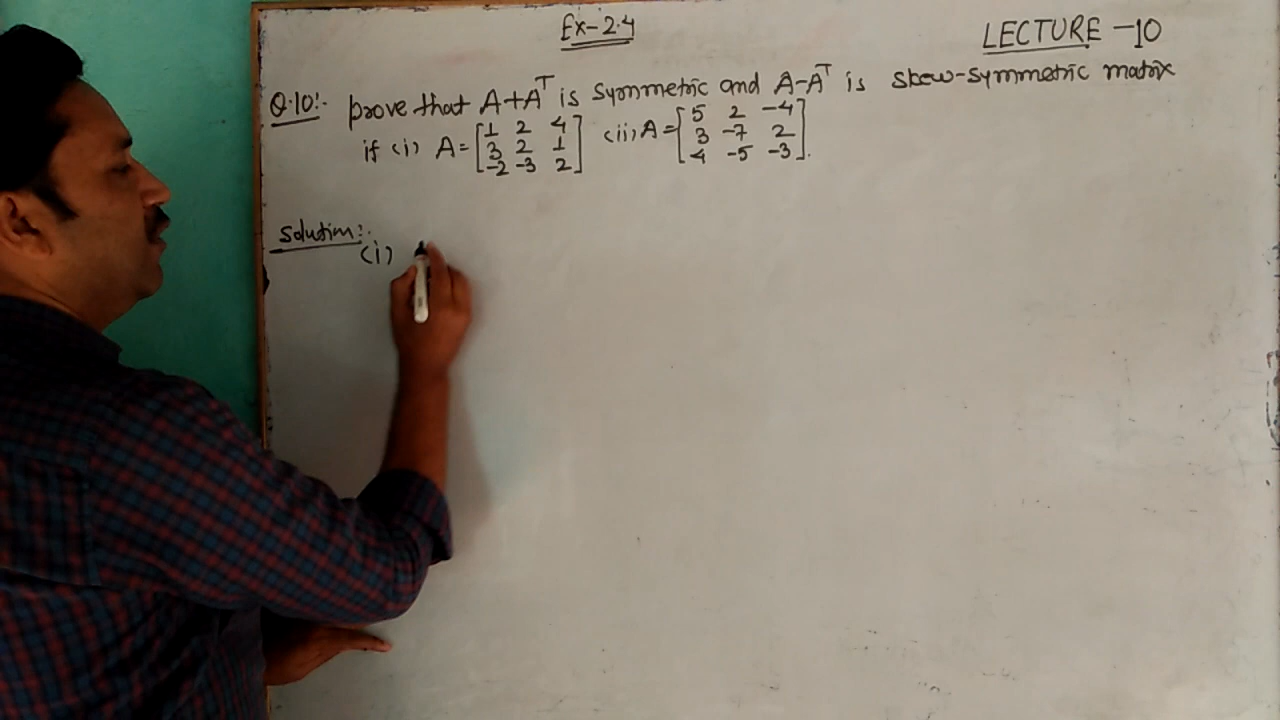 Ex-2.4
LECTURE -10
Q.10:- prove that A+A^T is symmetric and A-A^T is skew-symmetric matrix
if (i) A= [1 2 4 (ii) A= [5 2 -4
3 2 1 3 -7 2
-2 -3 2] 4 -5 -3].
Solution:-
(i)